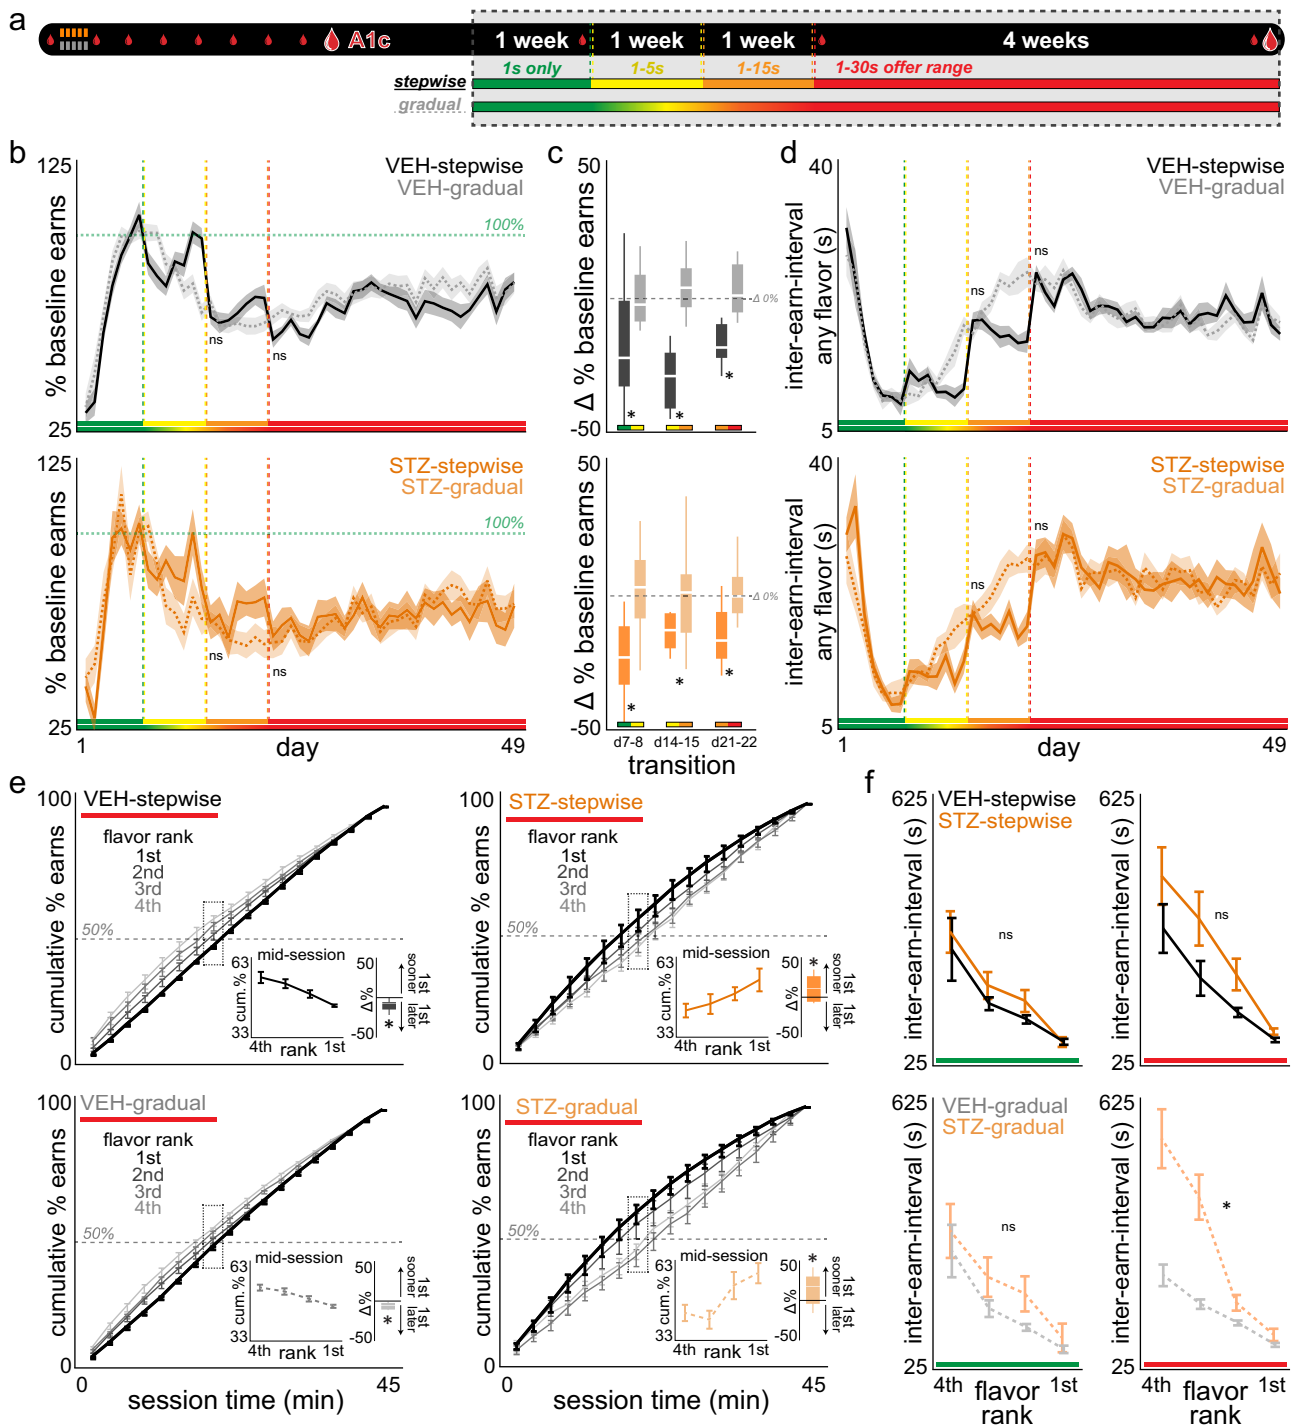 a
A1c
1 week
1 week
1 week
4 weeks
1s only
1-5s
1-15s
1-30s offer range
stepwise
gradual
b
125
% baseline earns
25
VEH-stepwise
VEH-gradual
100%
ns
ns
125
% baseline earns
25
STZ-stepwise
STZ-gradual
100%
ns
ns
1
day
49
c
50
Δ % baseline earns
-50
Δ 0%
*
*
*
50
Δ % baseline earns
-50
Δ 0%
*
*
*
d7-8
d14-15
d21-22
transition
d
40
inter-earn-interval
any flavor (s)
5
VEH-stepwise
VEH-gradual
ns
ns
40
inter-earn-interval
any flavor (s)
5
STZ-stepwise
STZ-gradual
ns
ns
1
day
49
e
100
cumulative % earns
0
VEH-stepwise
flavor rank
1st
2nd
3rd
4th
50%
mid-session
63
cum.%
33
4th
rank
1st
50
Δ%
-50
*
1st
sooner
1st
later
100
cumulative % earns
0
STZ-stepwise
flavor rank
1st
2nd
3rd
4th
50%
mid-session
63
cum.%
33
4th
rank
1st
50
Δ%
-50
*
1st
sooner
1st
later
100
cumulative % earns
0
VEH-gradual
flavor rank
1st
2nd
3rd
4th
50%
mid-session
63
cum.%
33
4th
rank
1st
50
Δ%
-50
*
1st
sooner
1st
later
0
session time (min)
45
100
cumulative % earns
0
STZ-gradual
flavor rank
1st
2nd
3rd
4th
50%
mid-session
63
cum.%
33
4th
rank
1st
50
Δ%
-50
*
1st
sooner
1st
later
0
session time (min)
45
f
625
inter-earn-interval (s)
25
VEH-stepwise
STZ-stepwise
ns
625
inter-earn-interval (s)
25
ns
625
inter-earn-interval (s)
25
VEH-gradual
STZ-gradual
ns
4th
flavor
rank
1st
625
inter-earn-interval (s)
25
*
4th
flavor
rank
1st